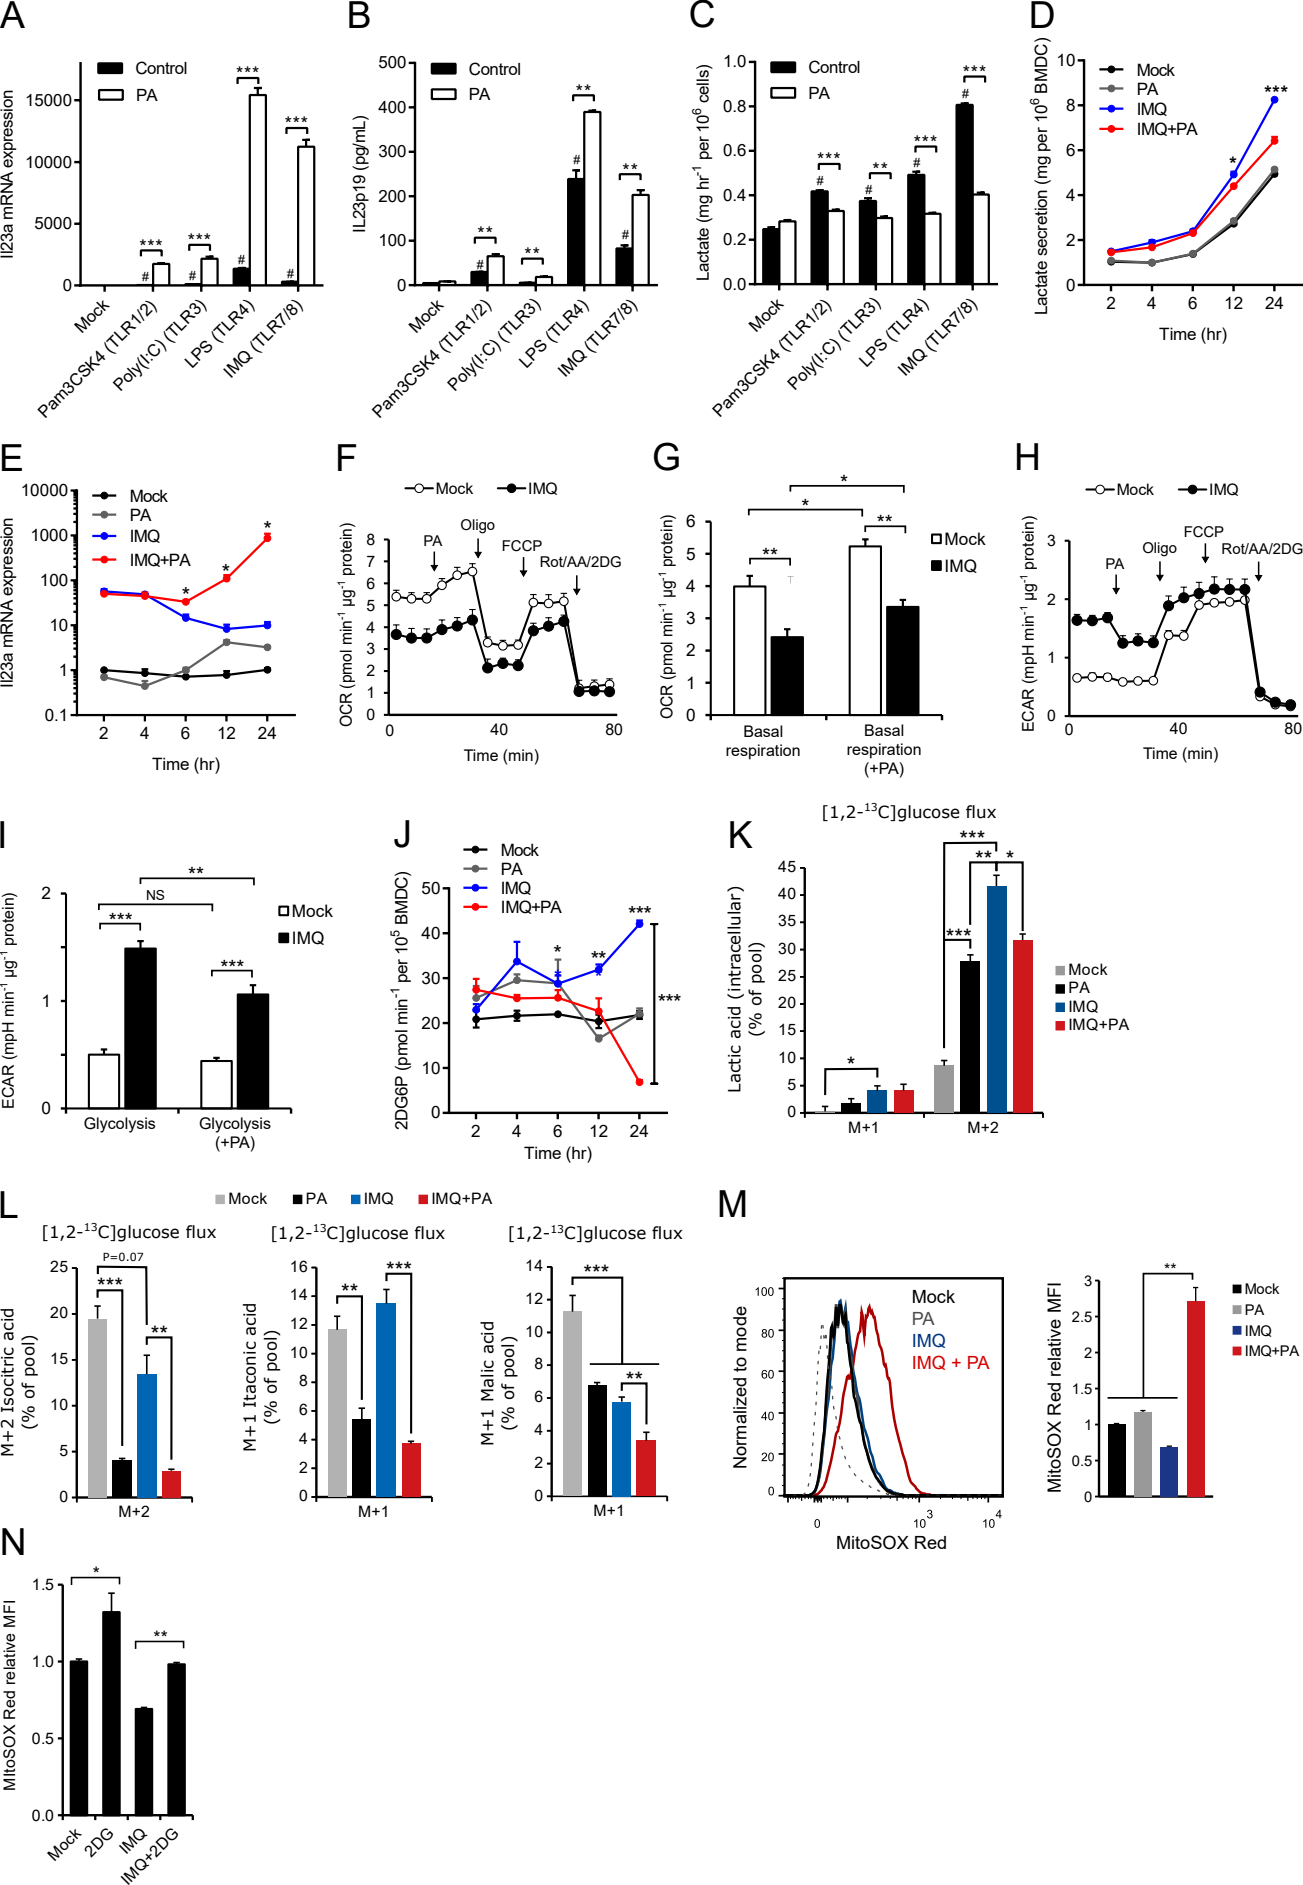 A
Control
PA
Il23a mRNA expression
15000
10000
5000
0
***
***
***
***
#
#
#
#
Mock
Pam3CSK4 (TLR1/2)
Poly(I:C) (TLR3)
LPS (TLR4)
IMQ (TLR7/8)
B
Control
PA
IL23p19 (pg/mL)
500
400
300
200
100
0
**
**
**
**
#
#
#
Mock
Pam3CSK4 (TLR1/2)
Poly(I:C) (TLR3)
LPS (TLR4)
IMQ (TLR7/8)
C
Control
PA
Lactate (mg hr-1 per 106 cells)
1.0
0.8
0.6
0.4
0.2
0.0
***
**
***
***
#
#
#
#
Mock
Pam3CSK4 (TLR1/2)
Poly(I:C) (TLR3)
LPS (TLR4)
IMQ (TLR7/8)
D
Mock
PA
IMQ
IMQ+PA
Lactate secretion (mg per 106 BMDC)
10
8
6
4
2
0
*
***
2 4 6 12 24
Time (hr)
E
Mock
PA
IMQ
IMQ+PA
Il23a mRNA expression
10000
1000
100
10
1
0.1
*
*
*
2 4 6 12 24
Time (hr)
F
Mock IMQ
OCR (pmol min-1 µg-1 protein)
8
7
6
5
4
3
2
1
0
PA
Oligo
FCCP
Rot/AA/2DG
0 40 80
Time (min)
G
OCR (pmol min-1 µg-1 protein)
6
5
4
3
2
1
0
*
*
**
**
Mock
IMQ
Basal respiration
Basal respiration (+PA)
H
Mock IMQ
ECAR (mpH min-1 µg-1 protein)
3
2
1
0
PA
Oligo
FCCP
Rot/AA/2DG
0 40 80
Time (min)
I
ECAR (mpH min-1 µg-1 protein)
2
1
0
**
NS
***
***
Mock
IMQ
Glycolysis
Glycolysis (+PA)
J
Mock
PA
IMQ
IMQ+PA
2DG6P (pmol min-1 per 105 BMDC)
50
40
30
20
10
0
*
**
***
***
2 4 6 12 24
Time (hr)
K
[1,2-13C]glucose flux
Lactic acid (intracellular)
(% of pool)
45
40
35
30
25
20
15
10
5
0
*
***
**
*
***
Mock
PA
IMQ
IMQ+PA
M+1 M+2
L
Mock PA IMQ IMQ+PA
[1,2-13C]glucose flux
M+2 Isocitric acid
(% of pool)
25
20
15
10
5
0
P=0.07
***
**
M+2
[1,2-13C]glucose flux
M+1 Itaconic acid
(% of pool)
16
14
12
10
8
6
4
2
0
**
***
M+1
[1,2-13C]glucose flux
M+1 Malic acid
(% of pool)
14
12
10
8
6
4
2
0
***
**
M+1
M
Normalized to mode
100
80
60
40
20
0
Mock
PA
IMQ
IMQ + PA
0 103 104
MitoSOX Red
MitoSOX Red relative MFI
3
2.5
2
1.5
1
0.5
0
**
Mock
PA
IMQ
IMQ+PA
N
MItoSOX Red relative MFI
1.5
1.0
0.5
0.0
*
**
Mock
2DG
IMQ
IMQ+2DG